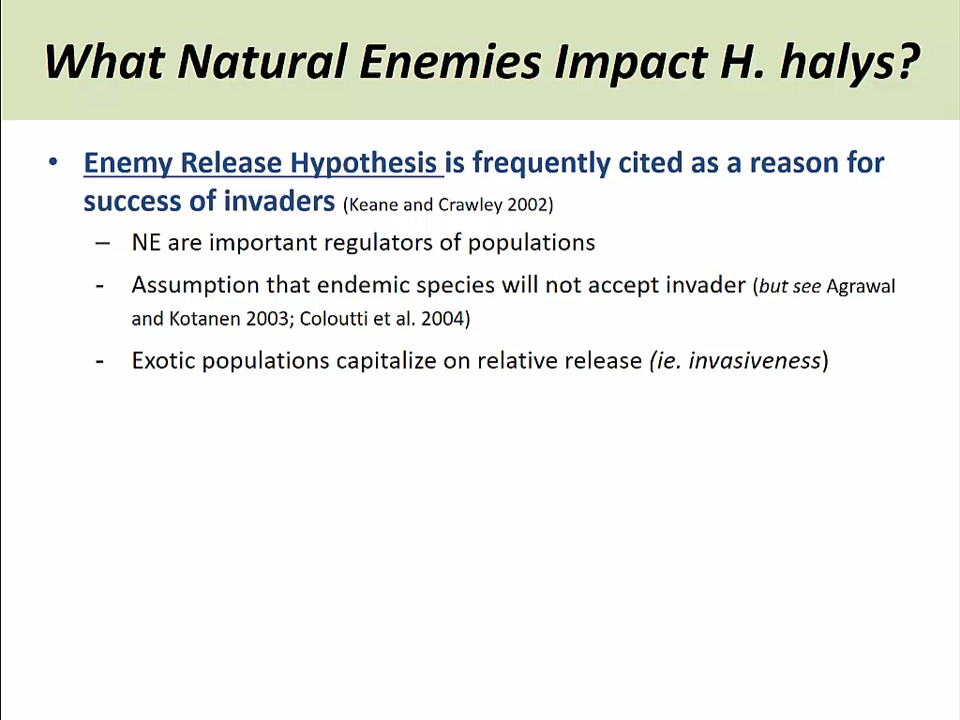 What Natural Enemies Impact H. halys?
• Enemy Release Hypothesis is frequently cited as a reason for
success of invaders (Keane and Crawley 2002)
– NE are important regulators of populations
- Assumption that endemic species will not accept invader (but see Agrawal
and Kotanen 2003; Coloutti et al. 2004)
- Exotic populations capitalize on relative release (ie. invasiveness)